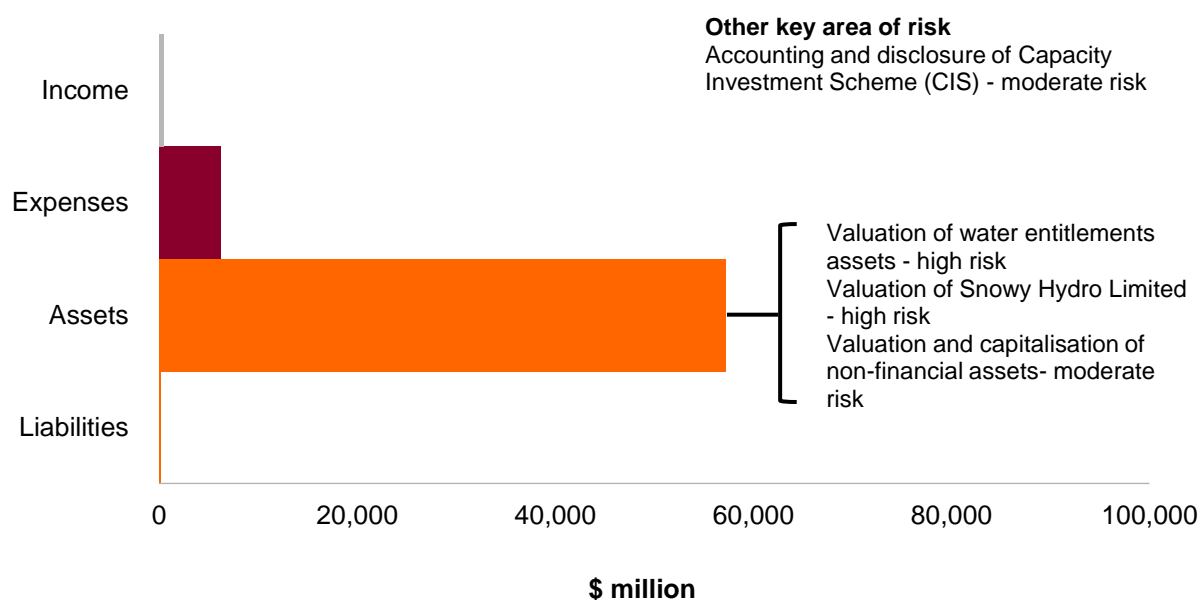 Other key area of risk
Accounting and disclosure of Capacity
Investment Scheme (CIS) - moderate risk
Income
Expenses
Assets
Liabilities
Valuation of water entitlements
assets - high risk
Valuation of Snowy Hydro Limited
- high risk
Valuation and capitalisation of
non-financial assets- moderate
risk
0 20,000 40,000 60,000 80,000 100,000
$ million